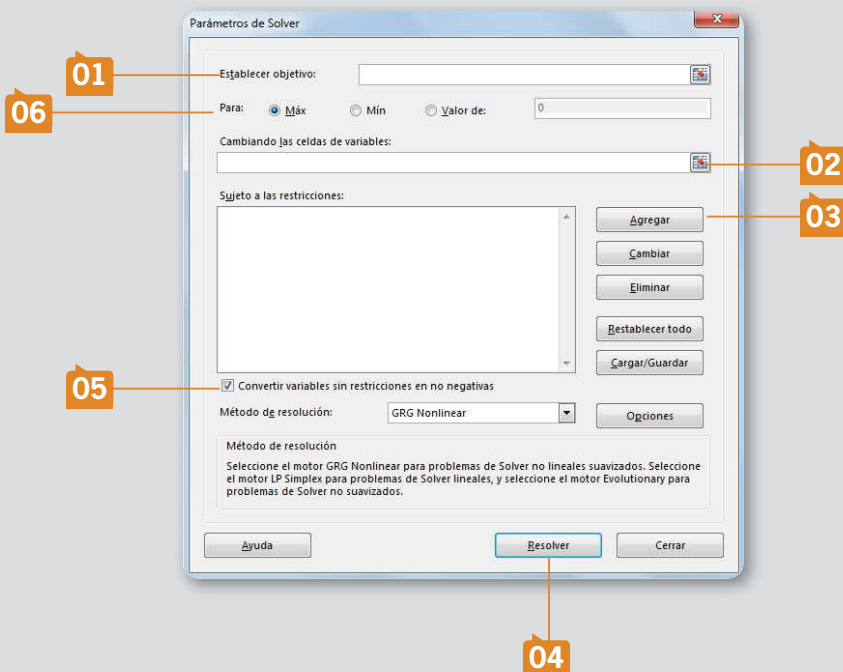 Parámetros de Solver
01
Establecer objetivo:
06
Para: Máx Mín Valor de: 0
Cambiando las celdas de variables:
02
Sujeto a las restricciones:
Agregar
03
Cambiar
Eliminar
Restablecer todo
Cargar/Guardar
05
Convertir variables sin restricciones en no negativas
Método de resolución: GRG Nonlinear Opciones
Método de resolución
Seleccione el motor GRG Nonlinear para problemas de Solver no lineales suavizados. Seleccione
el motor LP Simplex para problemas de Solver lineales, y seleccione el motor Evolutionary para
problemas de Solver no suavizados.
Ayuda Resolver Cerrar
04